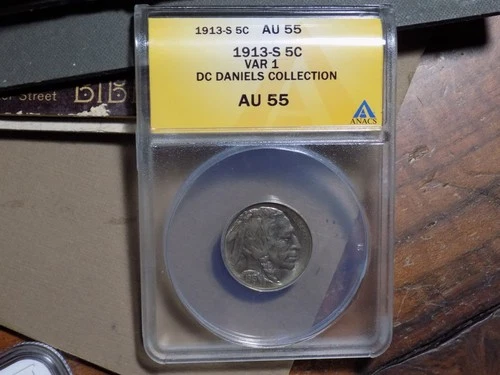 1913-S 5C AU 55
1913-S 5C
VAR 1
DC DANIELS COLLECTION
AU 55
ANACS
Street